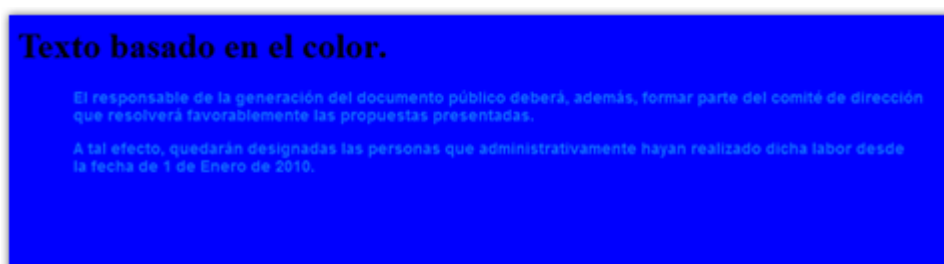 Texto basado en el color.
El responsable de la generación del documento público deberá, además, formar parte del comité de dirección
que resolverá favorablemente las propuestas presentadas.
A tal efecto, quedarán designadas las personas que administrativamente hayan realizado dicha labor desde
la fecha de 1 de Enero de 2010.